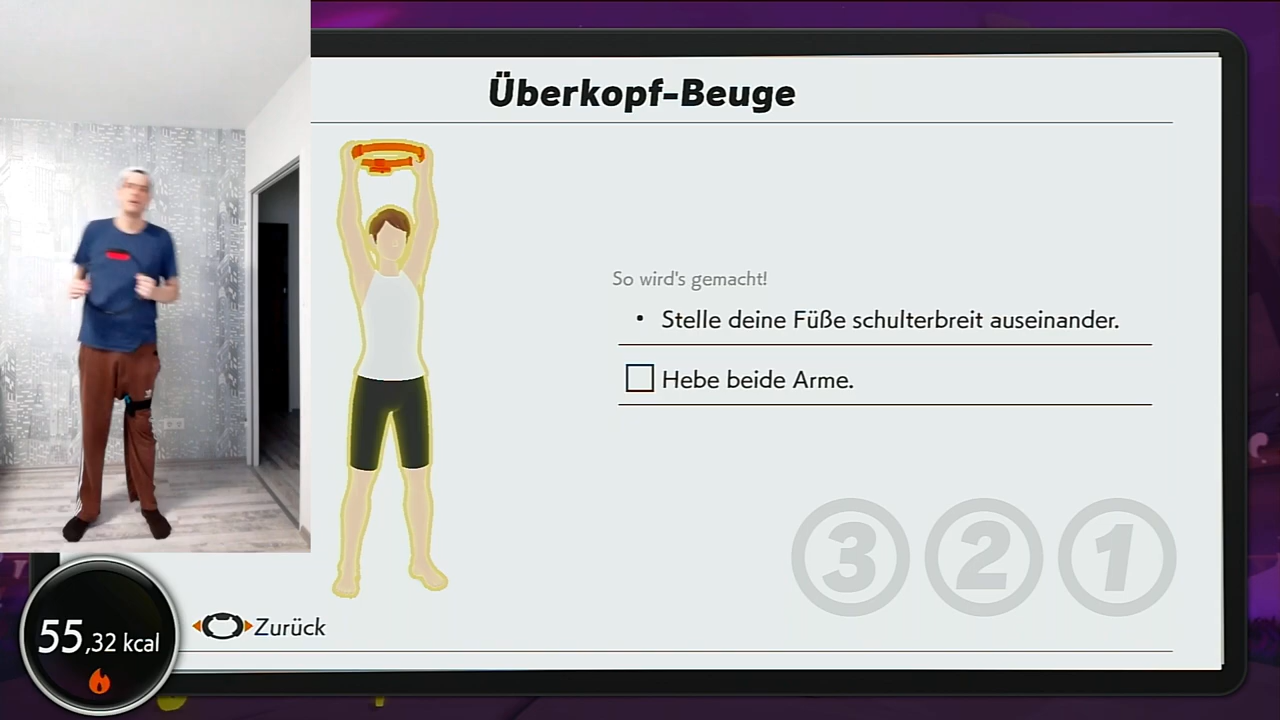 Überkopf-Beuge
So wird's gemacht!
• Stelle deine Füße schulterbreit auseinander.
Hebe beide Arme.
3 2 1
55,32 kcal
Zurück